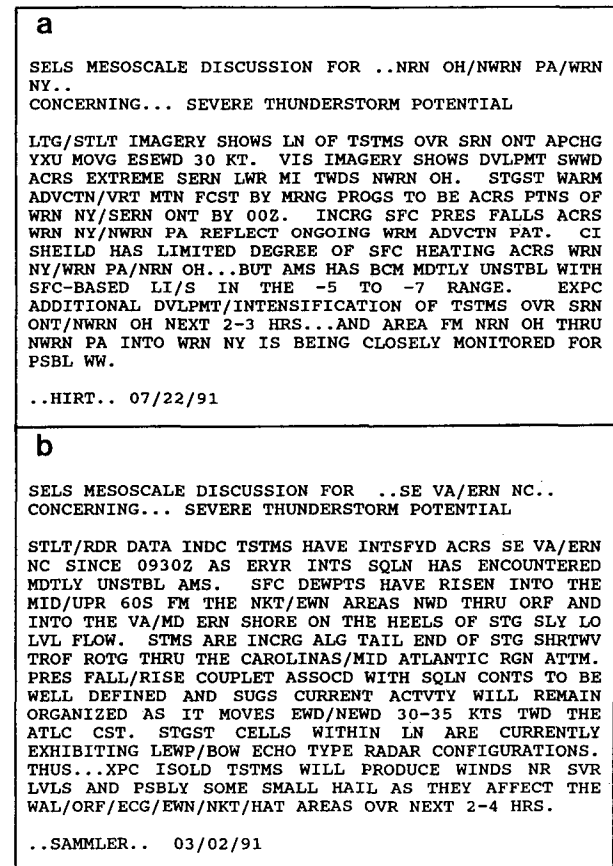 a
SELS MESOSCALE DISCUSSION FOR ..NRN OH/NWRN PA/WRN
NY..
CONCERNING... SEVERE THUNDERSTORM POTENTIAL
LTG/STLT IMAGERY SHOWS LN OF TSTMS OVR SRN ONT APCHG
YXU MOVG ESEWD 30 KT. VIS IMAGERY SHOWS DVLPMT SWWD
ACRS EXTREME SERN LWR MI TWDS NWRN OH. STGST WARM
ADVCTN/VRT MTN FCST BY MRNG PROGS TO BE ACRS PTNS OF
WRN NY/SERN ONT BY 00Z. INCRG SFC PRES FALLS ACRS
WRN NY/NWRN PA REFLECT ONGOING WRM ADVCTN PAT. CI
SHEILD HAS LIMITED DEGREE OF SFC HEATING ACRS WRN
NY/WRN PA/NRN OH...BUT AMS HAS BCM MDTLY UNSTBL WITH
SFC-BASED LI/S IN THE -5 TO -7 RANGE. EXPC
ADDITIONAL DVLPMT/INTENSIFICATION OF TSTMS OVR SRN
ONT/NWRN OH NEXT 2-3 HRS...AND AREA FM NRN OH THRU
NWRN PA INTO WRN NY IS BEING CLOSELY MONITORED FOR
PSBL WW.
..HIRT.. 07/22/91
b
SELS MESOSCALE DISCUSSION FOR ..SE VA/ERN NC..
CONCERNING... SEVERE THUNDERSTORM POTENTIAL
STLT/RDR DATA INDC TSTMS HAVE INTSFYD ACRS SE VA/ERN
NC SINCE 0930Z AS ERYR INTS SQLN HAS ENCOUNTERED
MDTLY UNSTBL AMS. SFC DEWPTS HAVE RISEN INTO THE
MID/UPR 60S FM THE NKT/EWN AREAS NWD THRU ORF AND
INTO THE VA/MD ERN SHORE ON THE HEELS OF STG SLY LO
LVL FLOW. STMS ARE INCRG ALG TAIL END OF STG SHRTWV
TROF ROTG THRU THE CAROLINAS/MID ATLANTIC RGN ATTM.
PRES FALL/RISE COUPLET ASSOCD WITH SQLN CONTS TO BE
WELL DEFINED AND SUGS CURRENT ACTVTY WILL REMAIN
ORGANIZED AS IT MOVES EWD/NEWD 30-35 KTS TWD THE
ATLC CST. STGST CELLS WITHIN LN ARE CURRENTLY
EXHIBITING LEWP/BOW ECHO TYPE RADAR CONFIGURATIONS.
THUS...XPC ISOLD TSTMS WILL PRODUCE WINDS NR SVR
LVLS AND PSBLY SOME SMALL HAIL AS THEY AFFECT THE
WAL/ORF/ECG/EWN/NKT/HAT AREAS OVR NEXT 2-4 HRS.
..SAMMLER.. 03/02/91